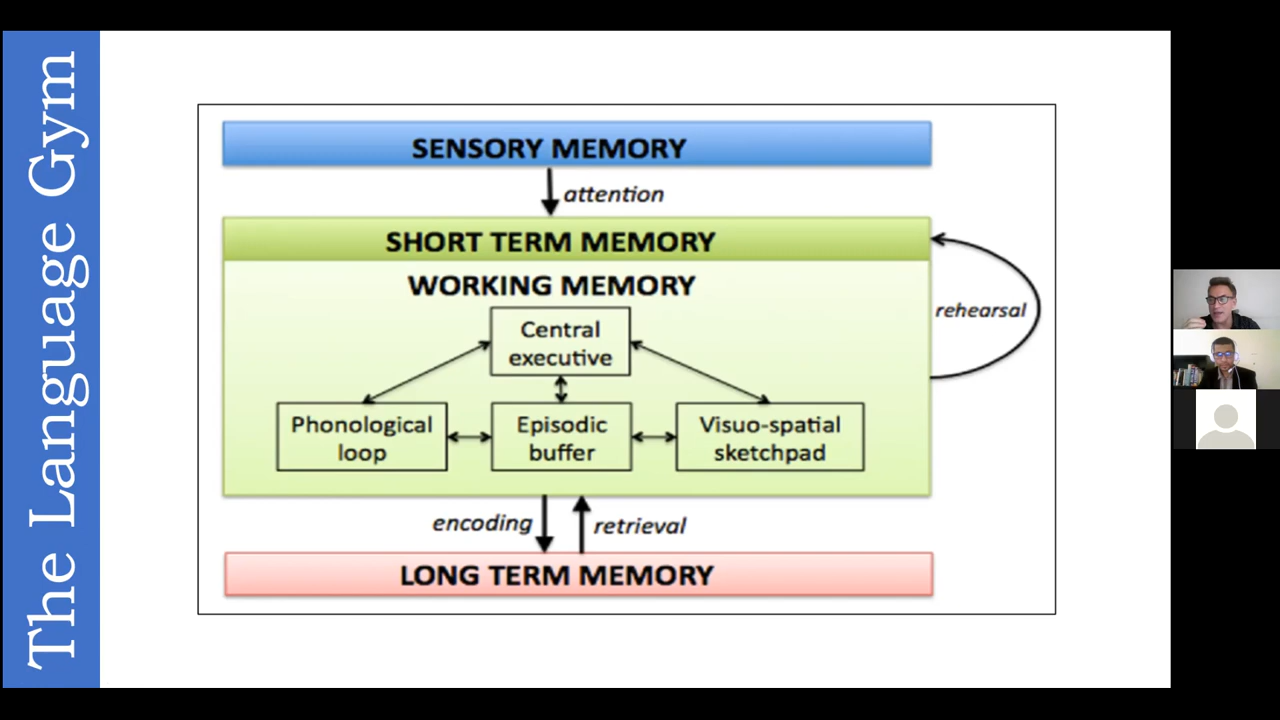 The Language Gym
SENSORY MEMORY
attention
SHORT TERM MEMORY
WORKING MEMORY
Central
executive
rehearsal
Phonological
loop
Episodic
buffer
Visuo-spatial
sketchpad
encoding
retrieval
LONG TERM MEMORY